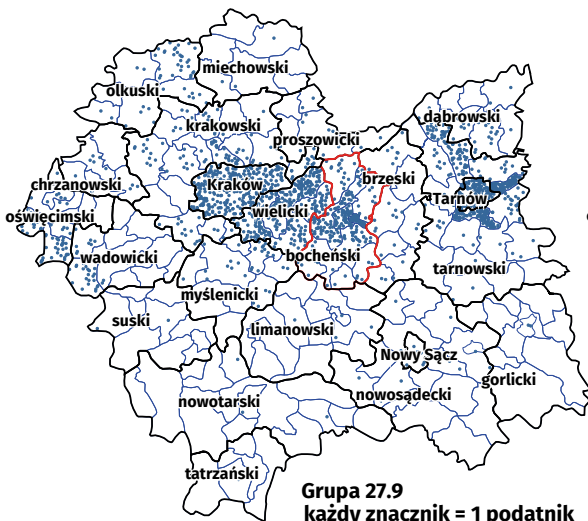 miechowski
olkuski
dąbrowski
krakowski
proszowicki
brzeski
chrzanowski
Kraków
Tarnów
wielicki
oświęcimski
bocheński
wadowicki
tarnowski
myślenicki
suski
limanowski
Nowy Sącz
gorlicki
nowosądecki
nowotarski
tatrzański
Grupa 27.9
każdy znacznik = 1 podatnik